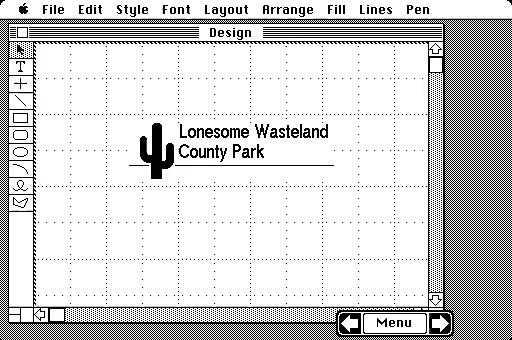 File Edit Style Font Layout Arrange Fill Lines Pen
Design
T
Lonesome Wasteland
County Park
Menu